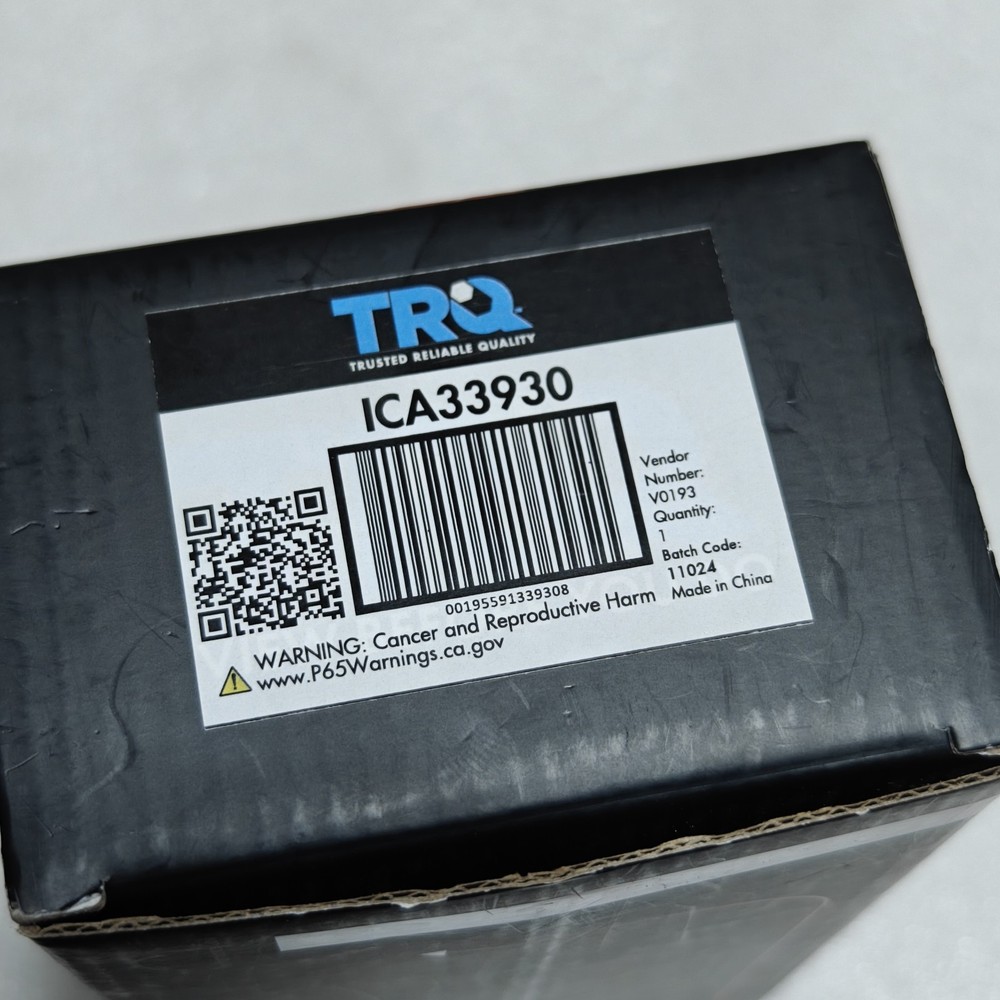 TRQ
TRUSTED RELIABLE QUALITY
ICA33930
Vendor
Number:
V0193
Quantity:
1
Batch Code:
11024
Made in China
00195591339308
WARNING: Cancer and Reproductive Harm
www.P65Warnings.ca.gov